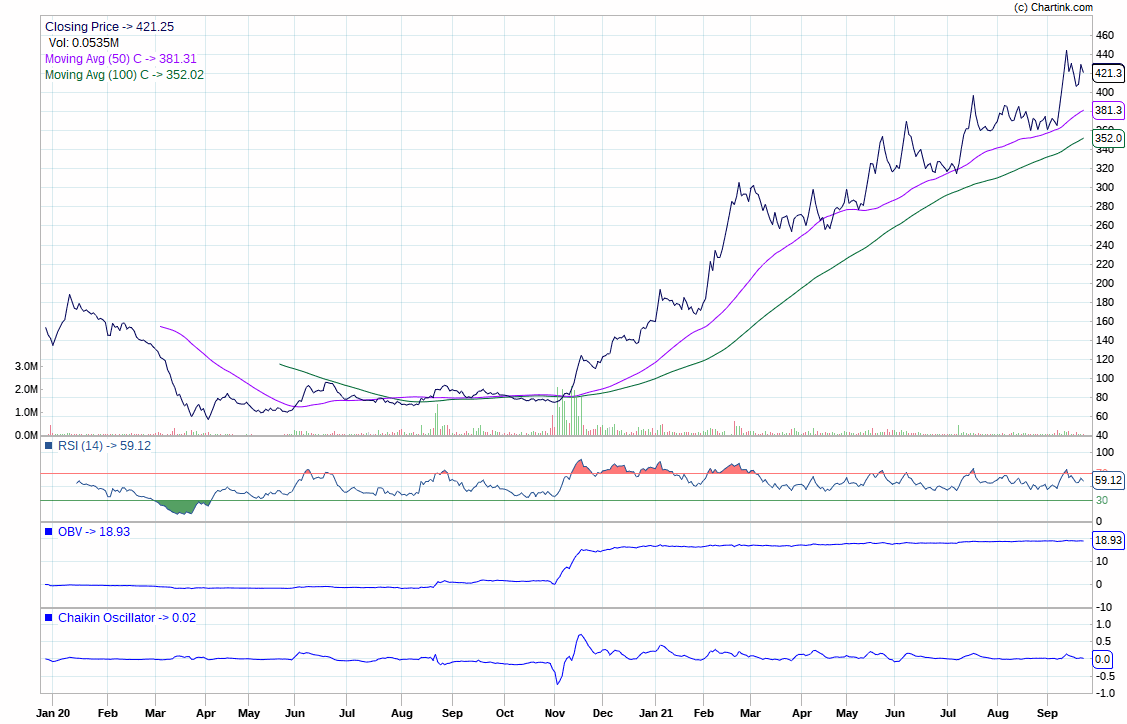 (c) Chartink.com
Closing Price -> 421.25
Vol: 0.0535M
Moving Avg (50) C -> 381.31
Moving Avg (100) C -> 352.02
460
440
421.3
400
381.3
360
352.0
340
320
300
280
260
240
220
200
180
160
140
120
100
80
60
40
3.0M
2.0M
1.0M
0.0M
RSI (14) -> 59.12
100
70
59.12
30
0
OBV -> 18.93
18.93
10
0
-10
Chaikin Oscillator -> 0.02
1.0
0.5
0.0
-0.5
-1.0
Jan 20 Feb Mar Apr May Jun Jul Aug Sep Oct Nov Dec Jan 21 Feb Mar Apr May Jun Jul Aug Sep